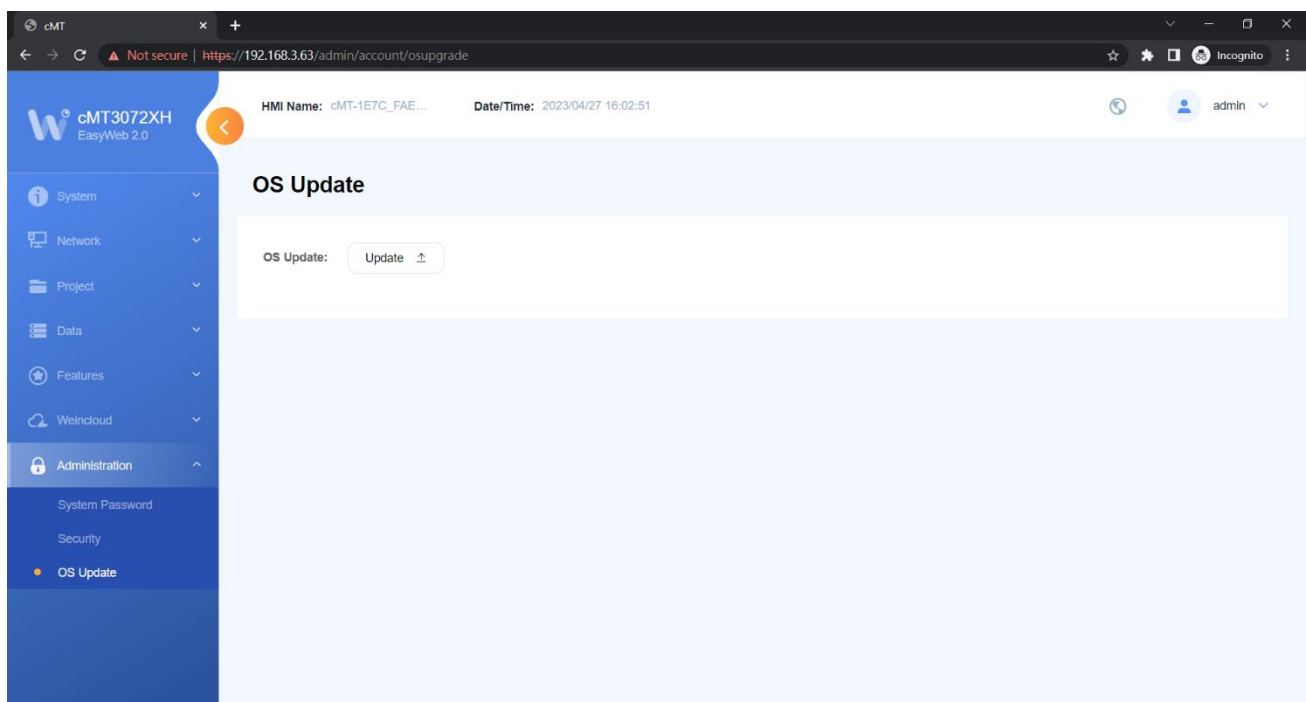 cMT
Not secure | https://192.168.3.63/admin/account/osupgrade
Incognito
cMT3072XH
EasyWeb 2.0
HMI Name: cMT-1E7C_FAE...
Date/Time: 2023/04/27 16:02:51
admin
System
Network
Project
Data
Features
Weincloud
Administration
System Password
Security
OS Update
OS Update
OS Update: Update